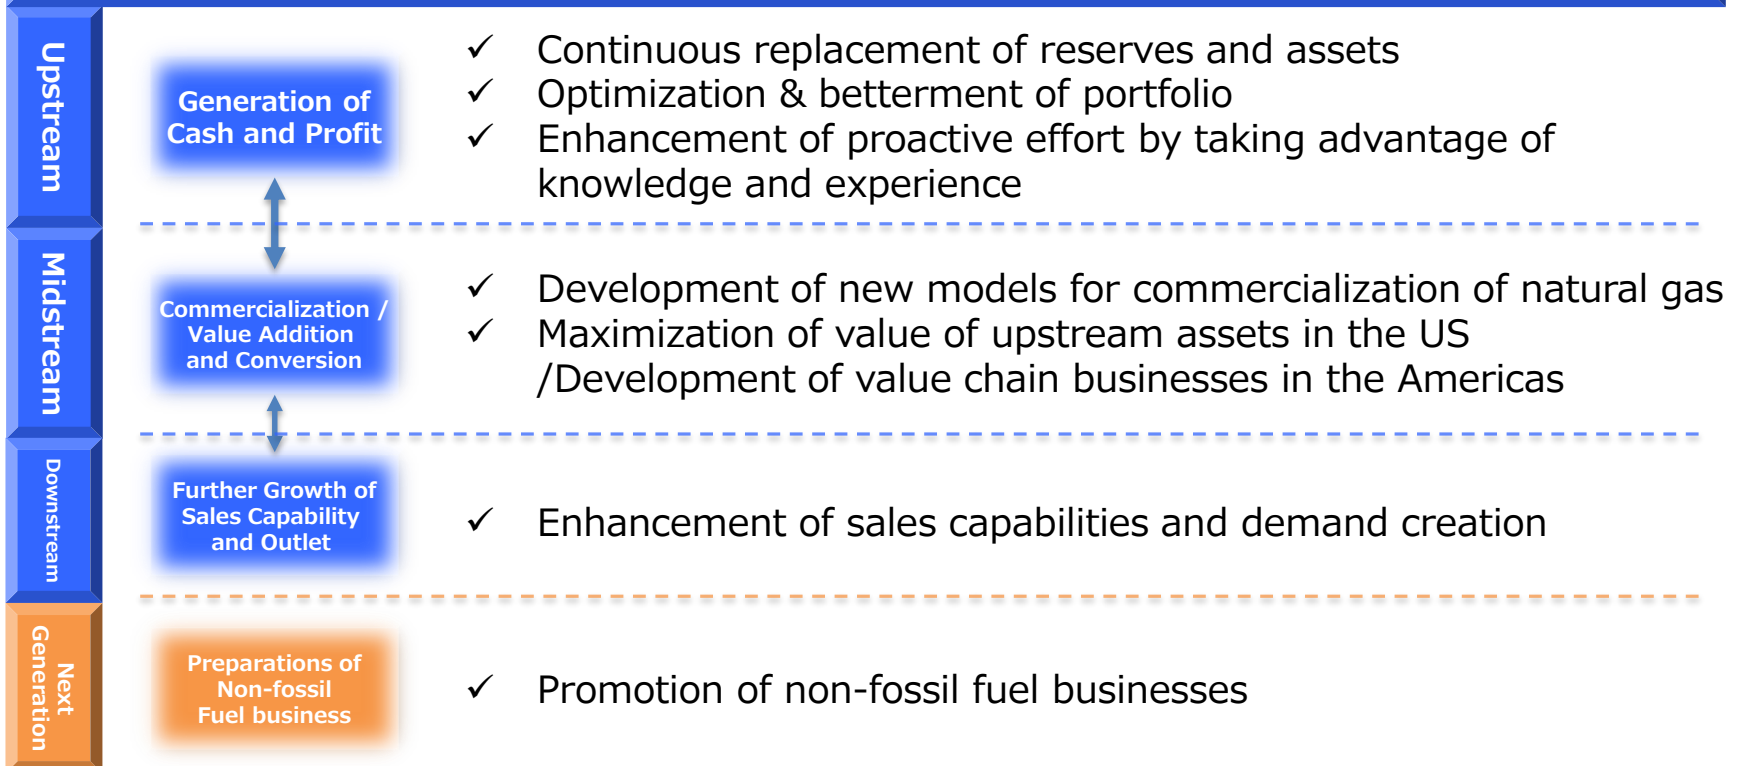 Upstream
Generation of
Cash and Profit
✓ Continuous replacement of reserves and assets
✓ Optimization & betterment of portfolio
✓ Enhancement of proactive effort by taking advantage of
knowledge and experience
Midstream
Commercialization /
Value Addition
and Conversion
✓ Development of new models for commercialization of natural gas
✓ Maximization of value of upstream assets in the US
/Development of value chain businesses in the Americas
Downstream
Further Growth of
Sales Capability
and Outlet
✓ Enhancement of sales capabilities and demand creation
Next
Generation
Preparations of
Non-fossil
Fuel business
✓ Promotion of non-fossil fuel businesses